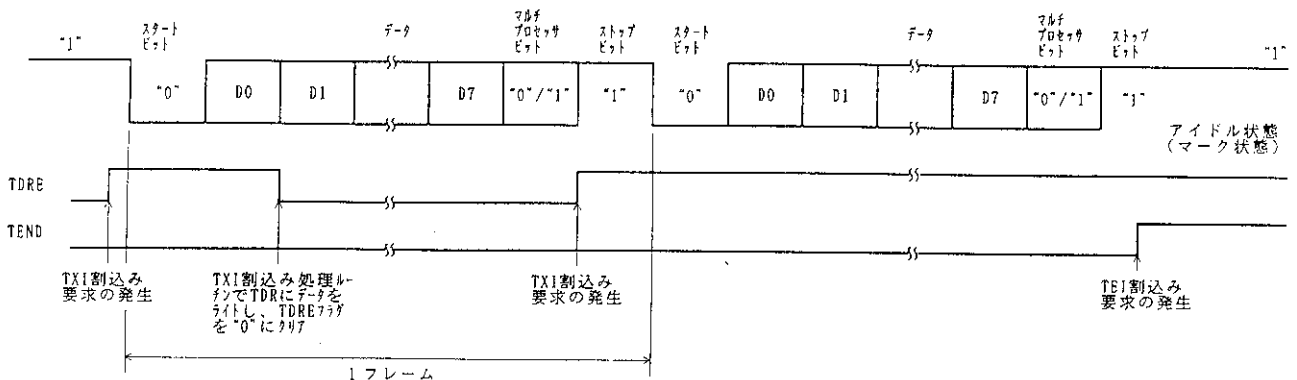 "1"
スタート
ビット
データ
マルチ
プロセッサ
ビット
ストップ
ビット
スタート
ビット
データ
マルチ
プロセッサ
ビット
ストップ
ビット
"1"
"0"
D0
D1
D7
"0"/"1"
"1"
"0"
D0
D1
D7
"0"/"1"
"1"
アイドル状態
(マーク状態)
TDRE
TEND
TXI割込み
要求の発生
TXI割込み処理ルー
チンでTDRにデータを
ライトし、TDREフラグ
を"0"にクリア
TXI割込み
要求の発生
TEI割込み
要求の発生
1フレーム